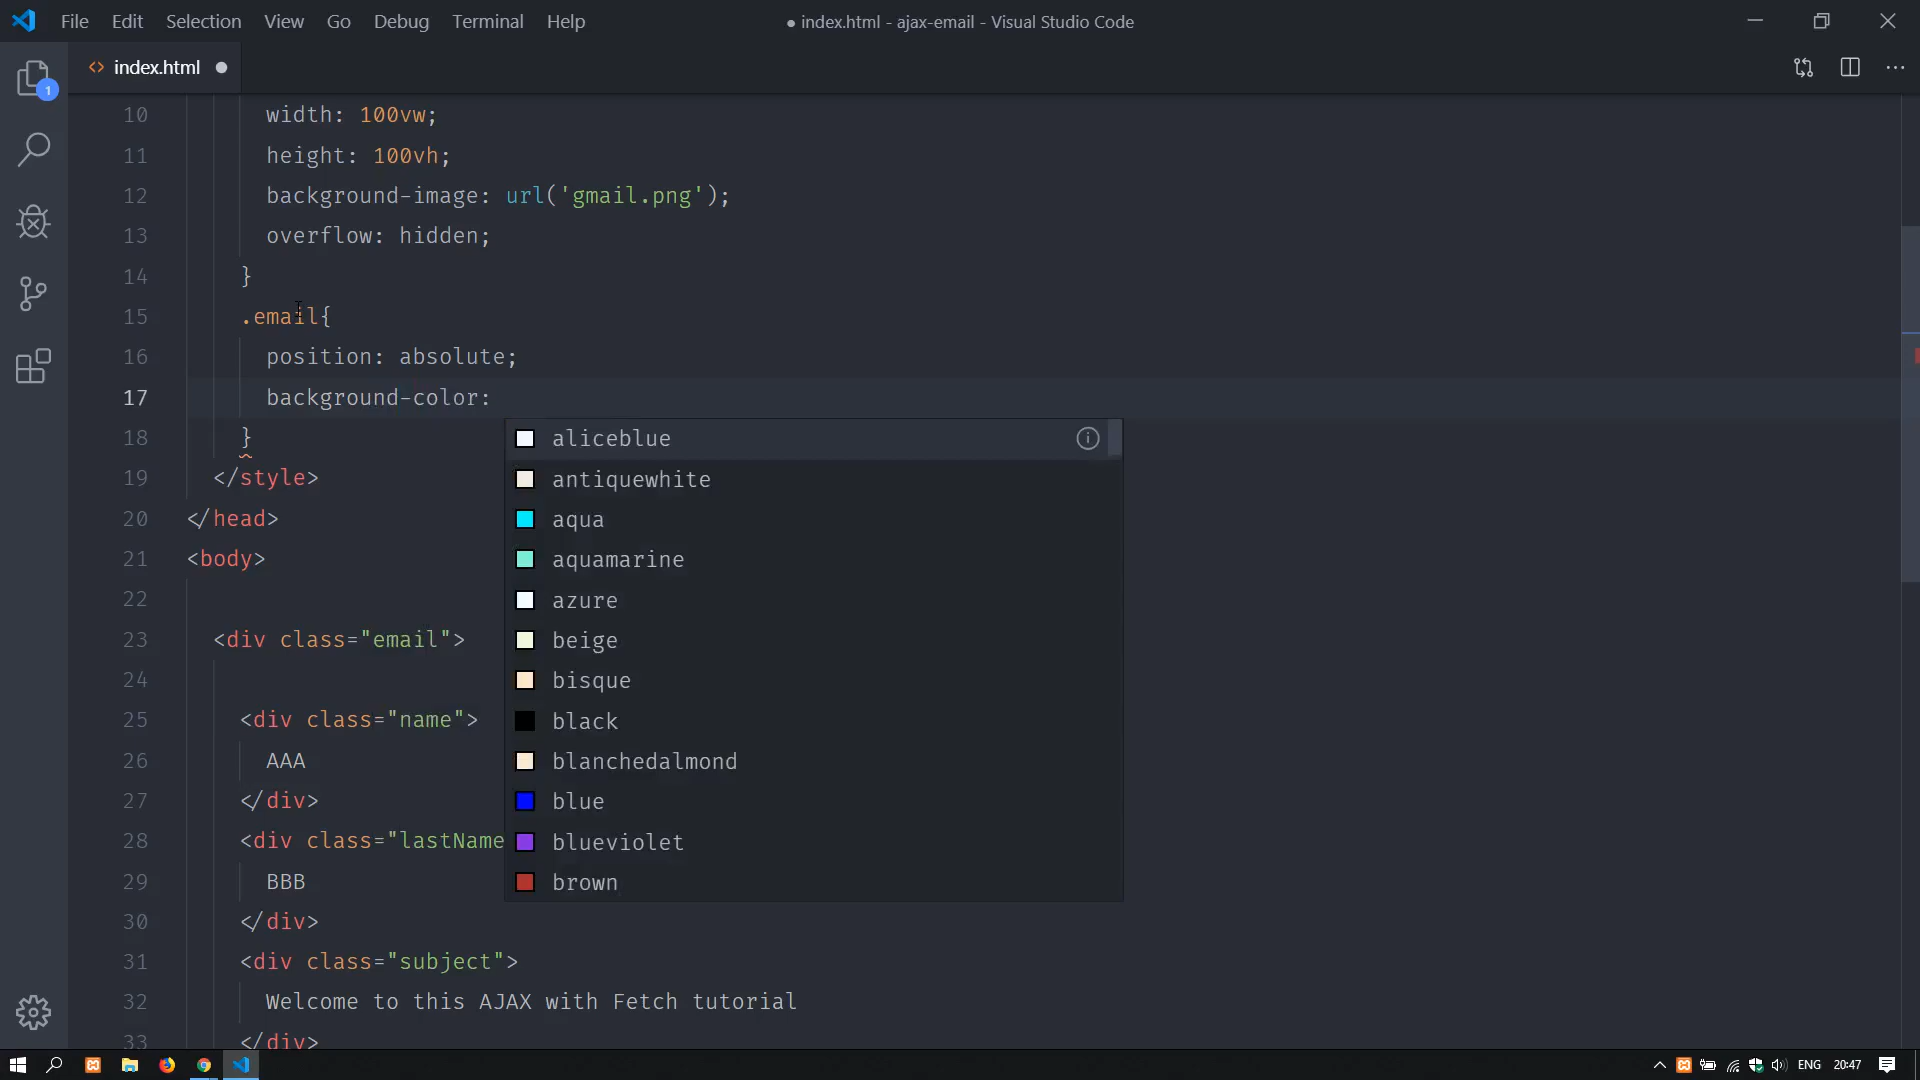 File Edit Selection View Go Debug Terminal Help
● index.html - ajax-email - Visual Studio Code
1
<> index.html ●
10 width: 100vw;
11 height: 100vh;
12 background-image: url('gmail.png');
13 overflow: hidden;
14 }
15 .email{
16 position: absolute;
17 background-color:
18 }
19 </style>
20 </head>
21 <body>
22
23 <div class="email">
24
25 <div class="name">
26 AAA
27 </div>
28 <div class="lastName
29 BBB
30 </div>
31 <div class="subject">
32 Welcome to this AJAX with Fetch tutorial
33 </div>
aliceblue
antiquewhite
aqua
aquamarine
azure
beige
bisque
black
blanchedalmond
blue
blueviolet
brown
ENG 20:47